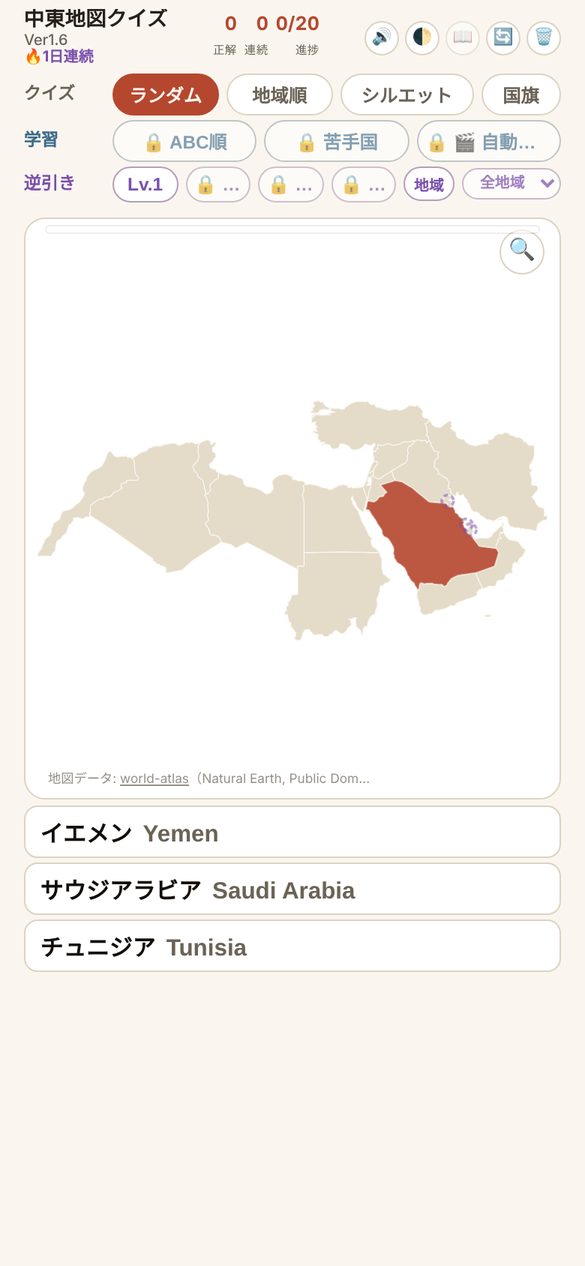 中東地図クイズ
Ver1.6
🔥1日連続
0 0 0/20
正解 連続 進捗
クイズ ランダム 地域順 シルエット 国旗
学習 🔒 ABC順 🔒 苦手国 🔒 🎬 自動…
逆引き Lv.1 🔒 … 🔒 … 🔒 … 地域 全地域
地図データ: world-atlas（Natural Earth, Public Dom…
イエメン Yemen
サウジアラビア Saudi Arabia
チュニジア Tunisia